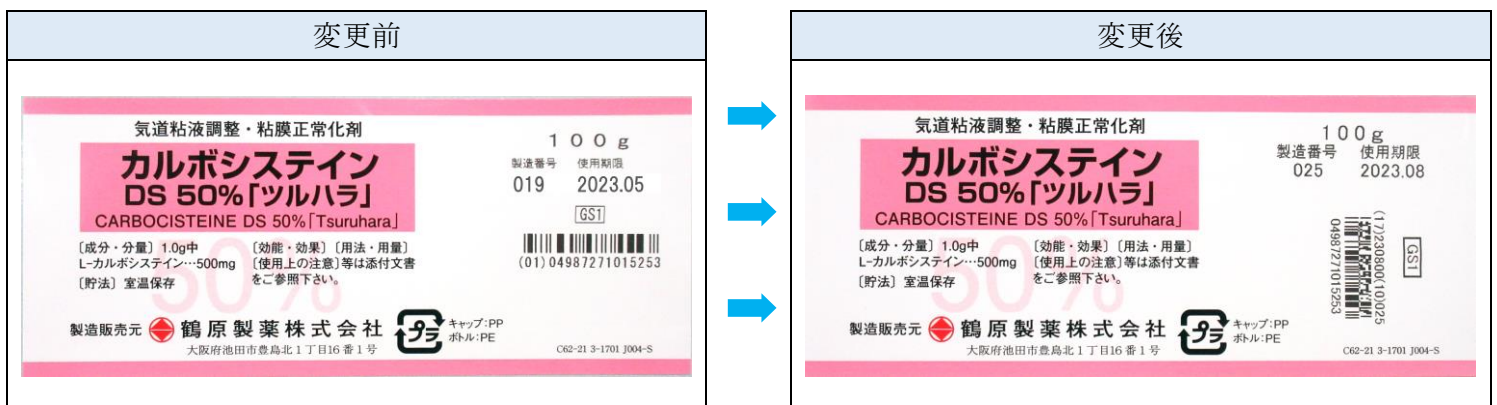 変更前
気道粘液調整・粘膜正常化剤
カルボシステイン
DS 50%「ツルハラ」
CARBOCISTEINE DS 50%「Tsuruhara」
50%
〔成分・分量〕1.0g中
L-カルボシステイン…500mg
〔貯法〕室温保存
〔効能・効果〕〔用法・用量〕
〔使用上の注意〕等は添付文書
をご参照下さい。
製造販売元 鶴原製薬株式会社
大阪府池田市豊島北1丁目16番1号
プラ
キャップ:PP
ボトル:PE
100g
製造番号 使用期限
019 2023.05
GS1
(01)04987271015253
C62-21 3-1701 J004-S
変更後
気道粘液調整・粘膜正常化剤
カルボシステイン
DS 50%「ツルハラ」
CARBOCISTEINE DS 50%「Tsuruhara」
50%
〔成分・分量〕1.0g中
L-カルボシステイン…500mg
〔貯法〕室温保存
〔効能・効果〕〔用法・用量〕
〔使用上の注意〕等は添付文書
をご参照下さい。
製造販売元 鶴原製薬株式会社
大阪府池田市豊島北1丁目16番1号
プラ
キャップ:PP
ボトル:PE
100g
製造番号 使用期限
025 2023.08
GS1
(17)230800(10)025
04987271015253
C62-21 3-1701 J004-S